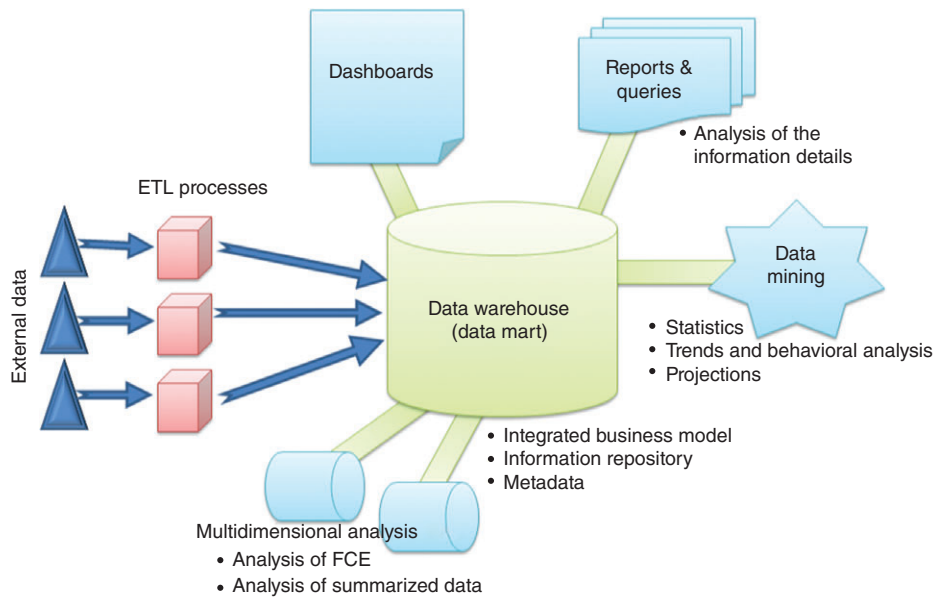 Dashboards
Reports &
queries
• Analysis of the
information details
ETL processes
External data
Data warehouse
(data mart)
Data
mining
• Statistics
• Trends and behavioral analysis
• Projections
• Integrated business model
• Information repository
• Metadata
Multidimensional analysis
• Analysis of FCE
• Analysis of summarized data